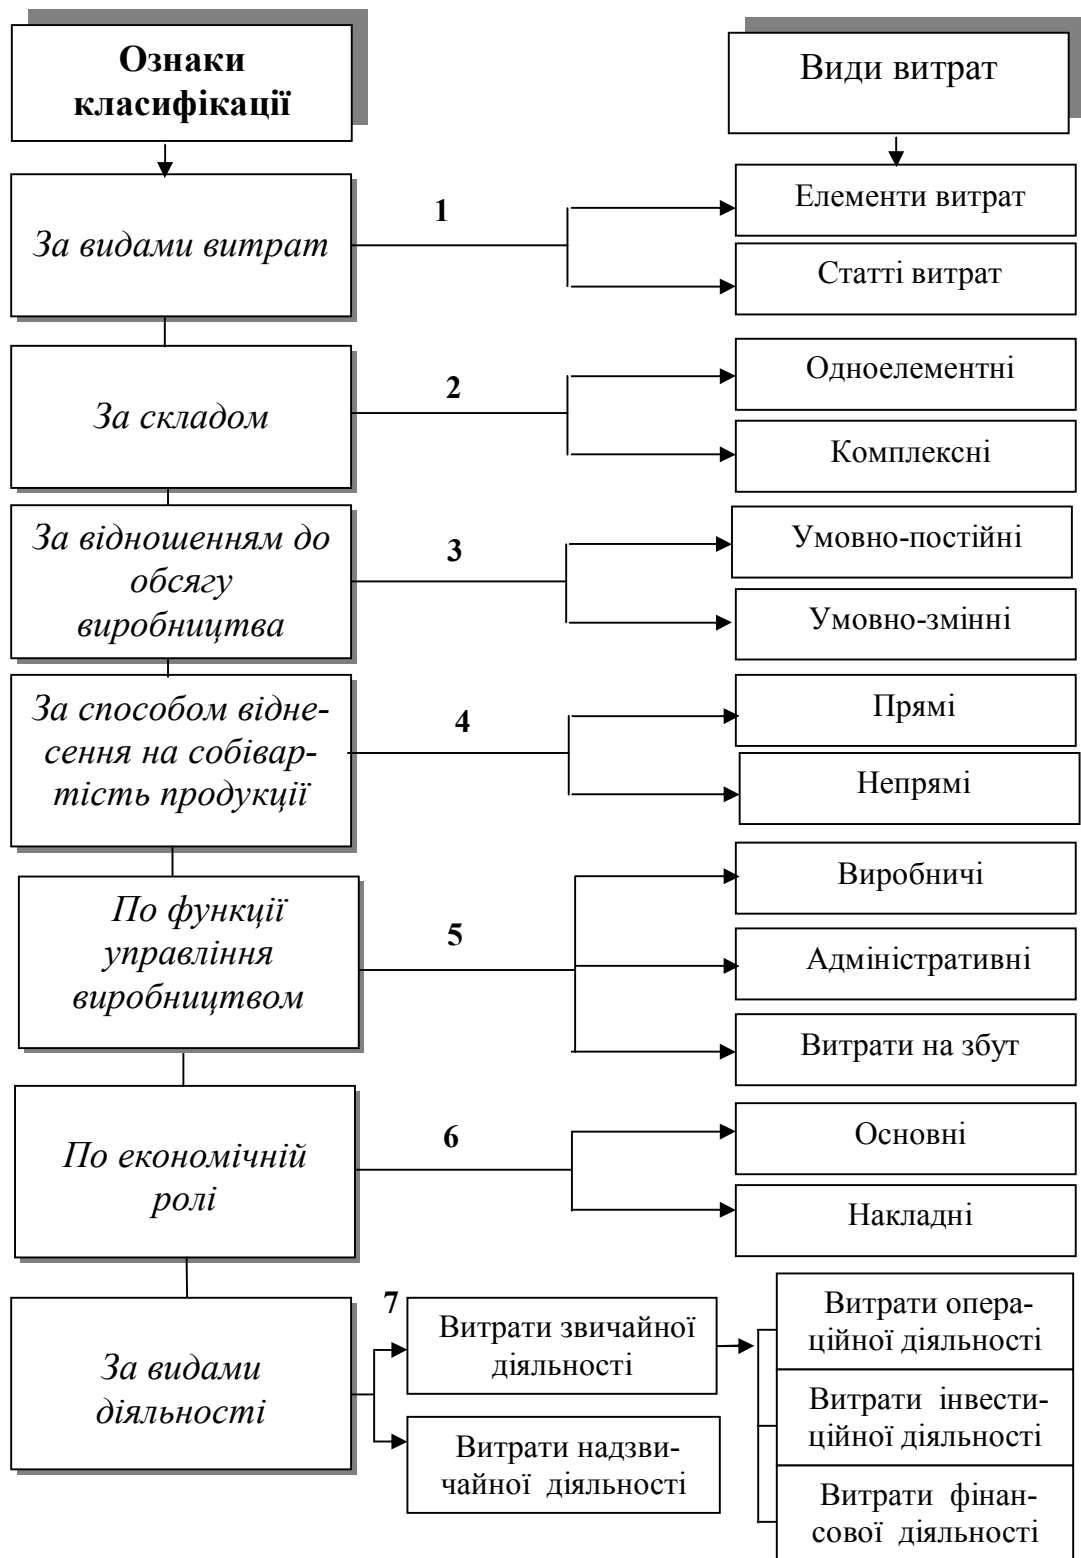 Ознаки
класифікації
Види витрат
За видами витрат
1
Елементи витрат
Статті витрат
За складом
2
Одноелементні
Комплексні
За відношенням до
обсягу
виробництва
3
Умовно-постійні
Умовно-змінні
За способом відне-
сення на собівар-
тість продукції
4
Прямі
Непрямі
По функції
управління
виробництвом
5
Виробничі
Адміністративні
Витрати на збут
По економічній
ролі
6
Основні
Накладні
За видами
діяльності
7
Витрати звичайної
діяльності
Витрати надзви-
чайної діяльності
Витрати опера-
ційної діяльності
Витрати інвести-
ційної діяльності
Витрати фінан-
сової діяльності